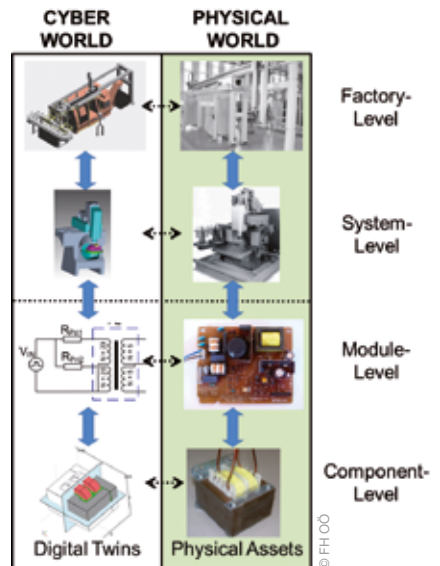 CYBER
WORLD
PHYSICAL
WORLD
Factory-
Level
System-
Level
Module-
Level
Component-
Level
Digital Twins
Physical Assets
© FH OÖ